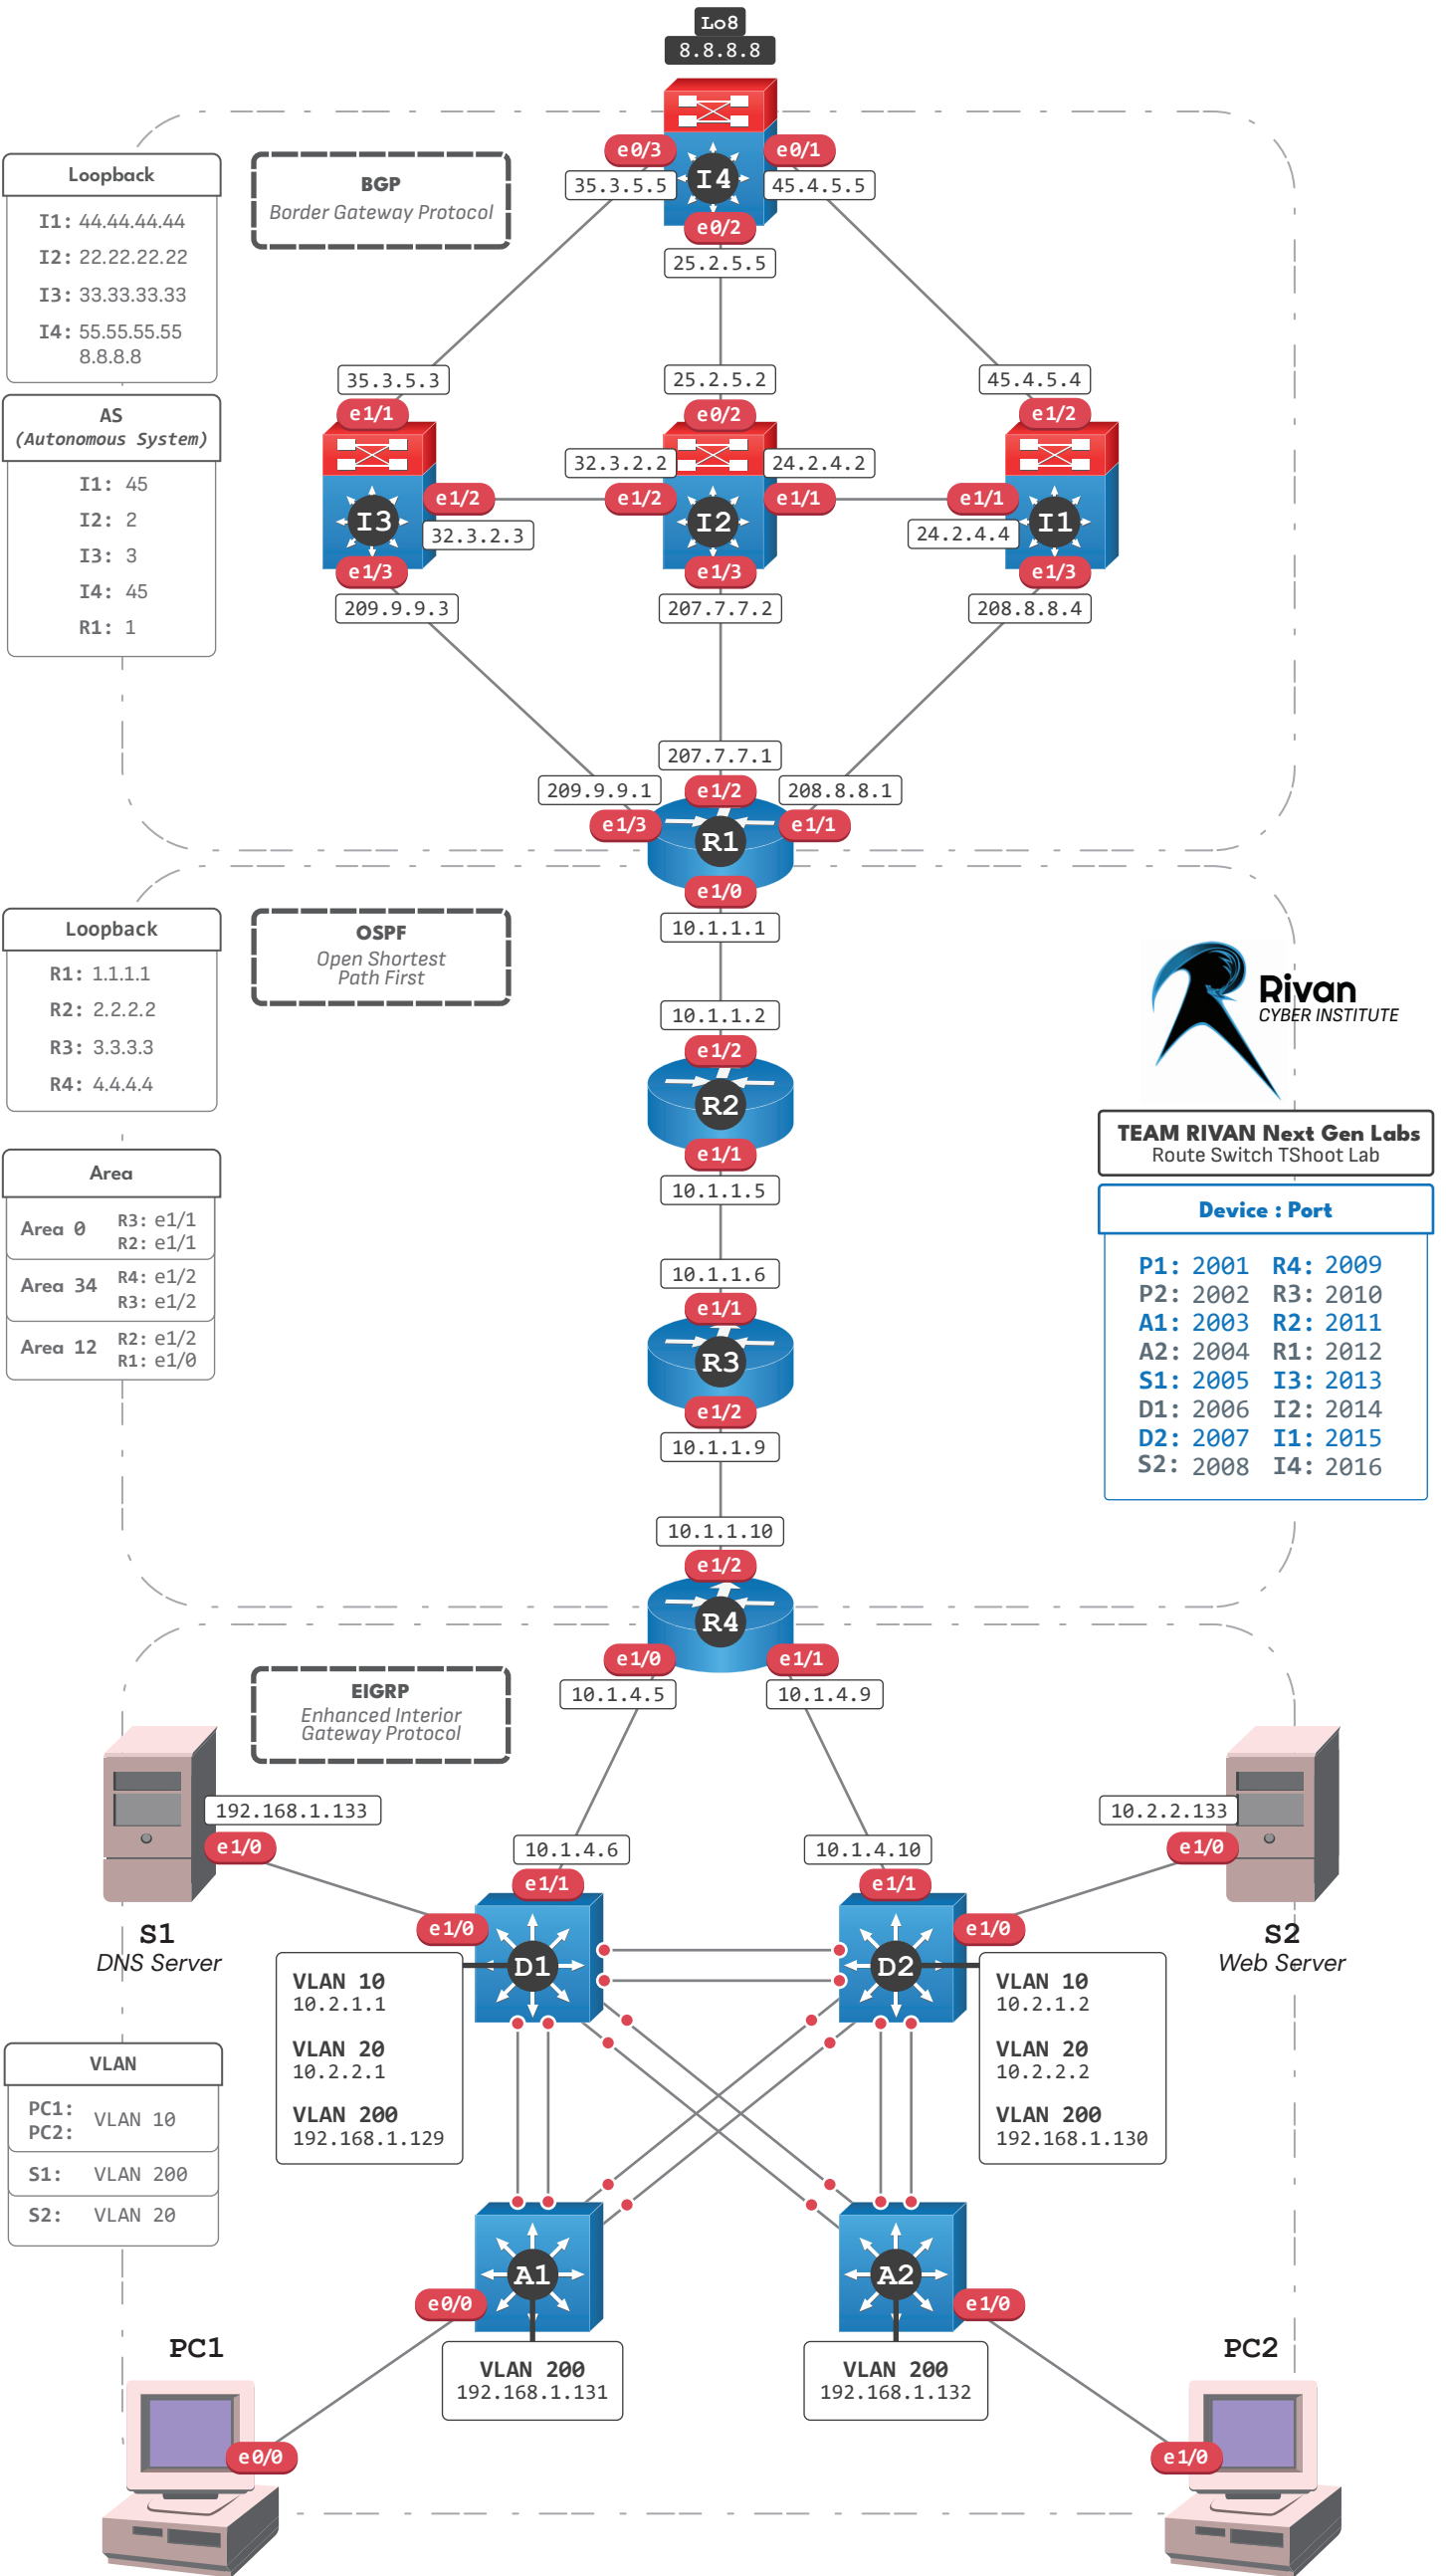 Lo8
8.8.8.8
e0/3
I4
e0/1
35.3.5.5
45.4.5.5
e0/2
25.2.5.5
Loopback
I1: 44.44.44.44
I2: 22.22.22.22
I3: 33.33.33.33
I4: 55.55.55.55
8.8.8.8
BGP
Border Gateway Protocol
AS
(Autonomous System)
I1: 45
I2: 2
I3: 3
I4: 45
R1: 1
35.3.5.3
25.2.5.2
45.4.5.4
e1/1
e0/2
e1/2
32.3.2.2
24.2.4.2
I3
e1/2
e1/2
I2
e1/1
e1/1
I1
32.3.2.3
24.2.4.4
e1/3
e1/3
e1/3
209.9.9.3
207.7.7.2
208.8.8.4
207.7.7.1
209.9.9.1
e1/2
208.8.8.1
e1/3
R1
e1/1
e1/0
10.1.1.1
Loopback
R1: 1.1.1.1
R2: 2.2.2.2
R3: 3.3.3.3
R4: 4.4.4.4
OSPF
Open Shortest
Path First
Area
Area 0
R3: e1/1
R2: e1/1
Area 34
R4: e1/2
R3: e1/2
Area 12
R2: e1/2
R1: e1/0
10.1.1.2
e1/2
R2
e1/1
10.1.1.5
10.1.1.6
e1/1
R3
e1/2
10.1.1.9
10.1.1.10
e1/2
R4
Rivan
CYBER INSTITUTE
TEAM RIVAN Next Gen Labs
Route Switch TShoot Lab
Device : Port
P1: 2001 R4: 2009
P2: 2002 R3: 2010
A1: 2003 R2: 2011
A2: 2004 R1: 2012
S1: 2005 I3: 2013
D1: 2006 I2: 2014
D2: 2007 I1: 2015
S2: 2008 I4: 2016
e1/0
e1/1
10.1.4.5
10.1.4.9
EIGRP
Enhanced Interior
Gateway Protocol
192.168.1.133
e1/0
10.2.2.133
e1/0
10.1.4.6
10.1.4.10
e1/1
e1/1
S1
DNS Server
e1/0
D1
D2
e1/0
S2
Web Server
VLAN 10
10.2.1.1
VLAN 20
10.2.2.1
VLAN 200
192.168.1.129
VLAN 10
10.2.1.2
VLAN 20
10.2.2.2
VLAN 200
192.168.1.130
VLAN
PC1:
PC2:
VLAN 10
S1: VLAN 200
S2: VLAN 20
A1
A2
e0/0
e1/0
VLAN 200
192.168.1.131
VLAN 200
192.168.1.132
PC1
e0/0
PC2
e1/0